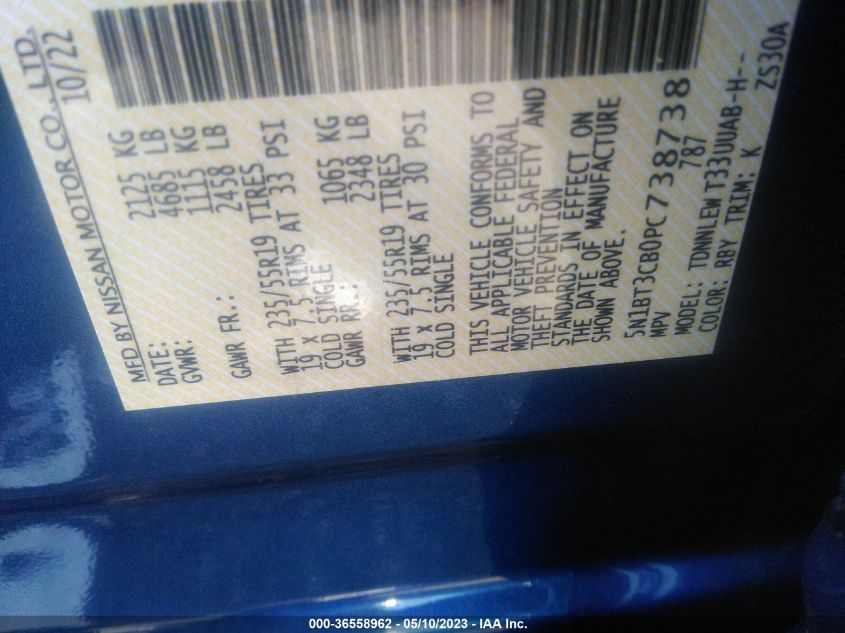 MFD BY NISSAN MOTOR CO., LTD.
DATE: 10/22
GVWR: 2125 KG
4685 LB
GAWR FR.: 1115 KG
2458 LB
WITH 235/55R19 TIRES
19 x 7.5 RIMS AT 33 PSI
COLD SINGLE
GAWR RR.: 1065 KG
2348 LB
WITH 235/55R19 TIRES
19 x 7.5 RIMS AT 30 PSI
COLD SINGLE
THIS VEHICLE CONFORMS TO
ALL APPLICABLE FEDERAL
MOTOR VEHICLE SAFETY AND
THEFT PREVENTION
STANDARDS IN EFFECT ON
THE DATE OF MANUFACTURE
SHOWN ABOVE.
5N1BT3CB0PC738738
MPV 787
MODEL: TDWNLEWT33UUAB-H--
COLOR: RBY TRIM: K ZS30A
000-36558962 - 05/10/2023 - IAA Inc.